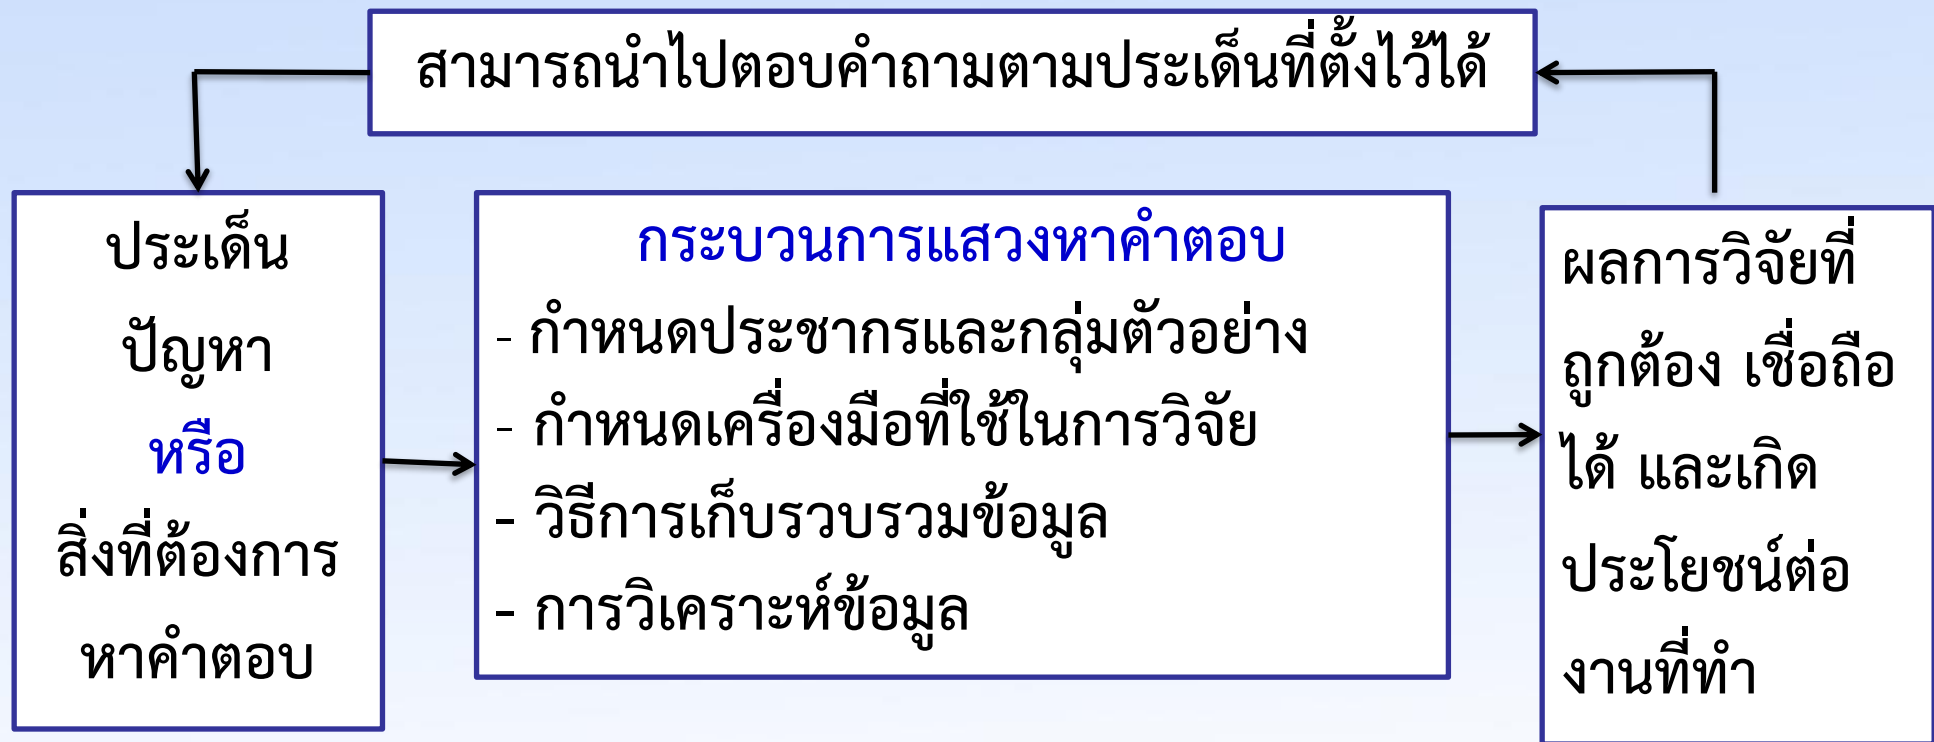 สามารถนำไปตอบคำถามตามประเด็นที่ตั้งไว้ได้
ประเด็น
ปัญหา
หรือ
สิ่งที่ต้องการ
หาคำตอบ
กระบวนการแสวงหาคำตอบ
- กำหนดประชากรและกลุ่มตัวอย่าง
- กำหนดเครื่องมือที่ใช้ในการวิจัย
- วิธีการเก็บรวบรวมข้อมูล
- การวิเคราะห์ข้อมูล
ผลการวิจัยที่
ถูกต้อง เชื่อถือ
ได้ และเกิด
ประโยชน์ต่อ
งานที่ทำ